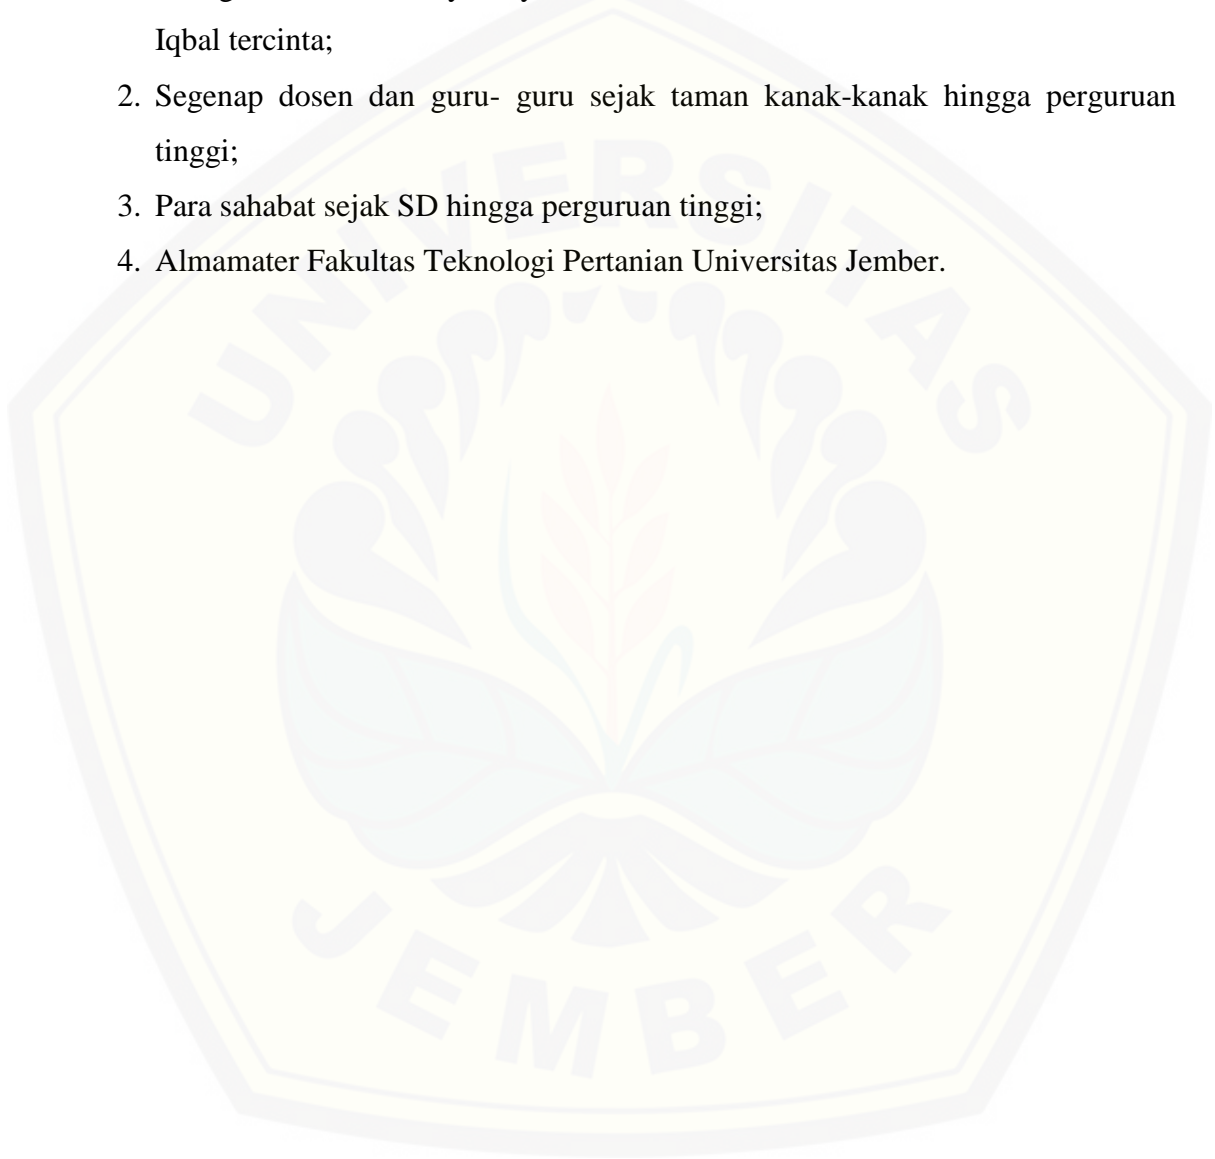 Iqbal tercinta;
2. Segenap dosen dan guru- guru sejak taman kanak-kanak hingga perguruan
tinggi;
3. Para sahabat sejak SD hingga perguruan tinggi;
4. Almamater Fakultas Teknologi Pertanian Universitas Jember.
UNIVERSITAS
JEMBER